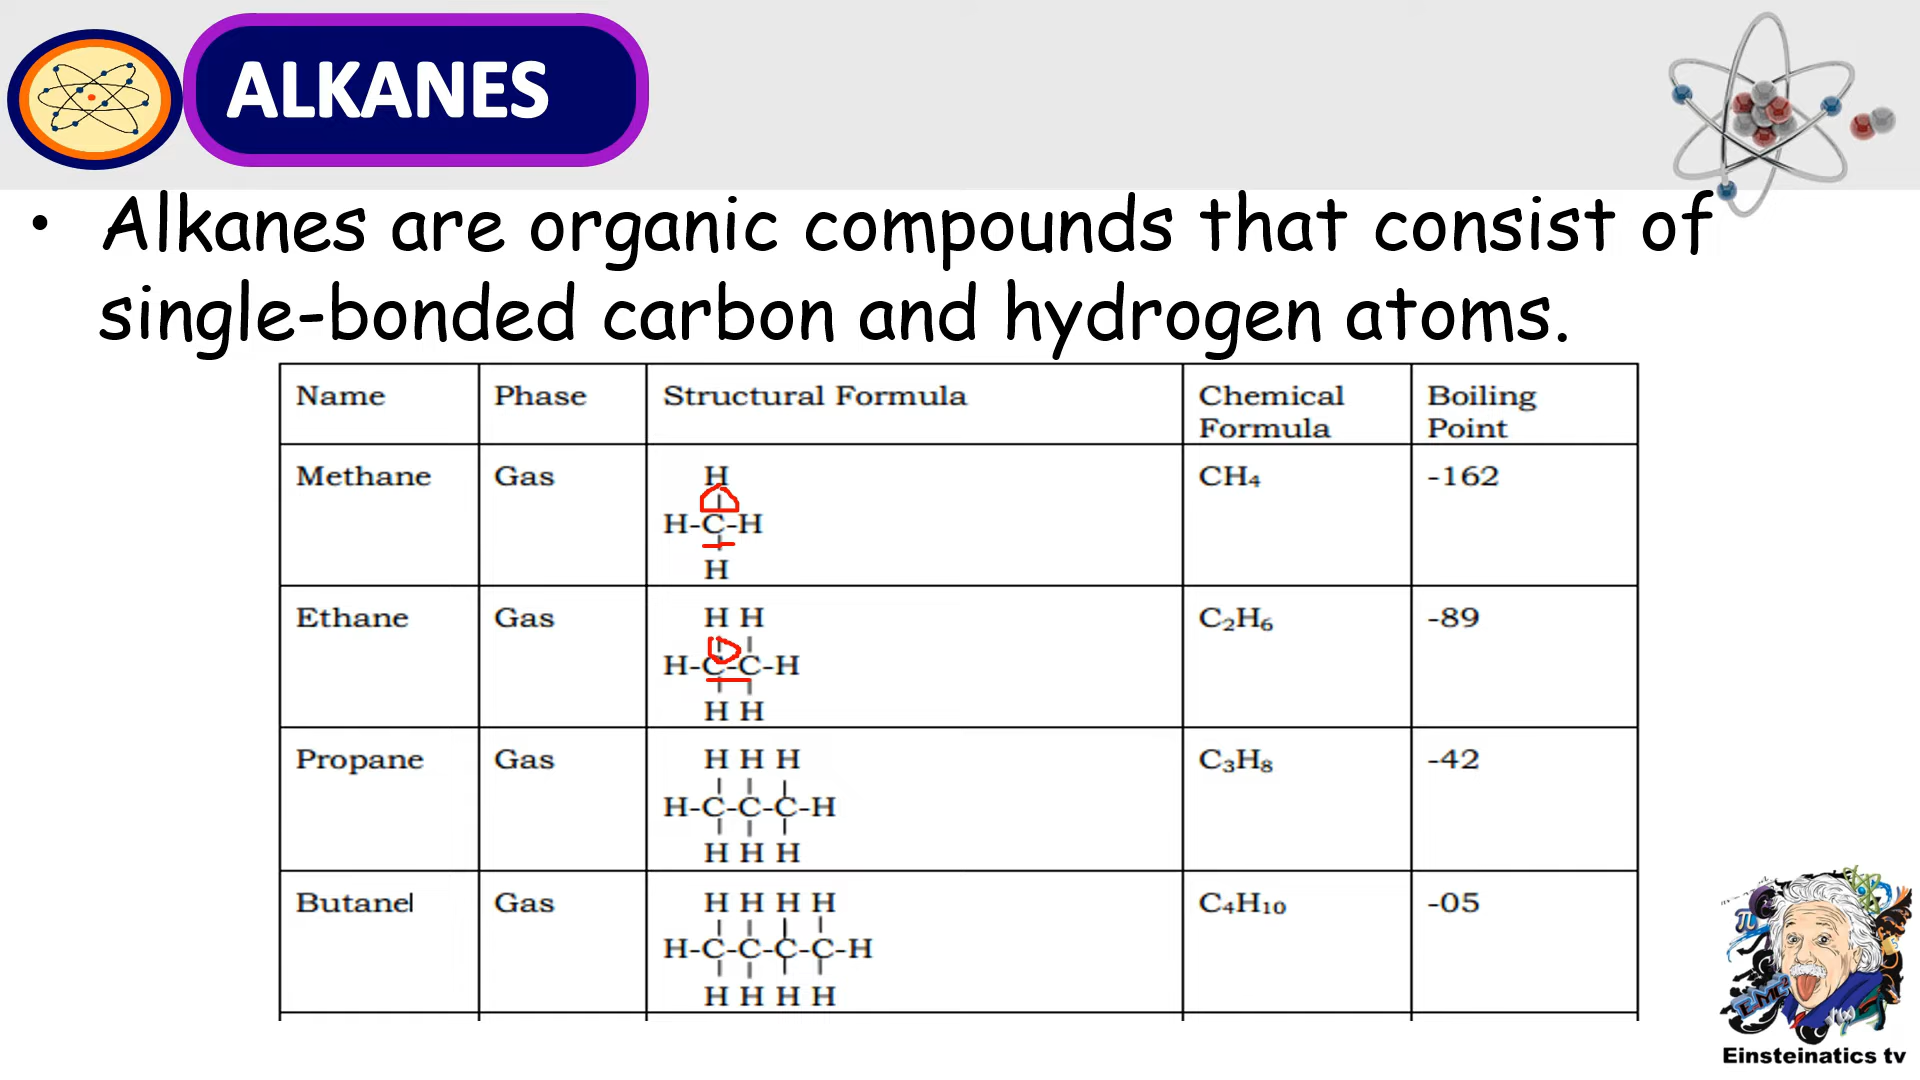 ALKANES
• Alkanes are organic compounds that consist of
single-bonded carbon and hydrogen atoms.
Name Phase Structural Formula Chemical Formula Boiling Point
Methane Gas CH₄ -162
H
H-C-H
H
Ethane Gas C₂H₆ -89
H H
H-C-C-H
H H
Propane Gas C₃H₈ -42
H H H
H-C-C-C-H
H H H
Butane Gas C₄H₁₀ -05
H H H H
H-C-C-C-C-H
H H H H
π
E=MC²
Einsteinatics tv